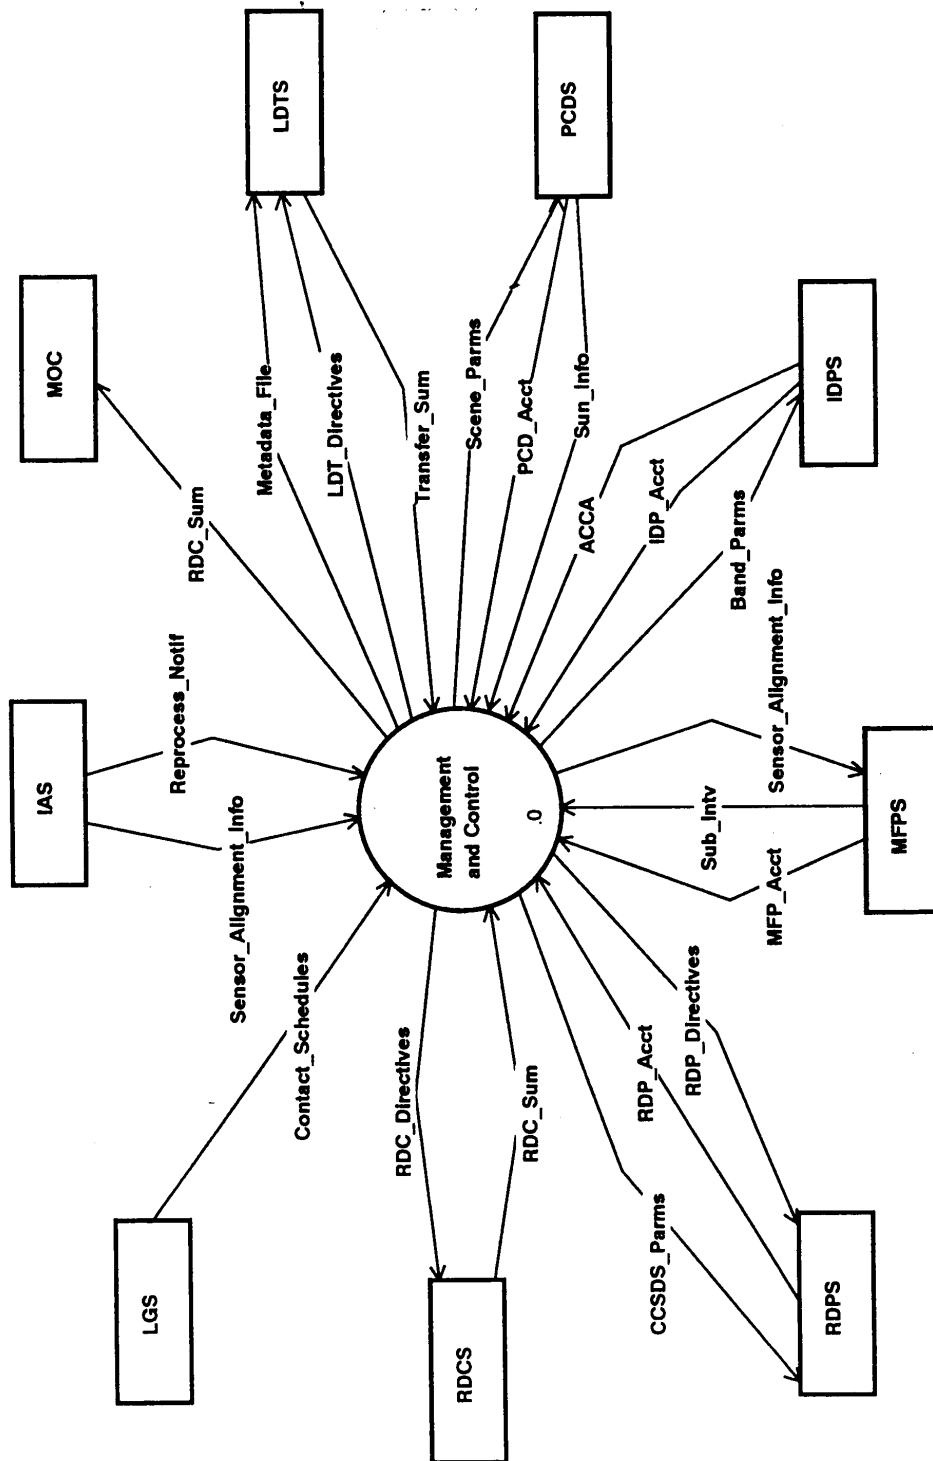 LGS
IAS
MOC
LDTS
Contact_Schedules
Sensor_Alignment_Info
Reprocess_Notif
RDC_Sum
Metadata_File
LDT_Directives
Transfer_Sum
RDCS
RDC_Directives
RDC_Sum
Management
and Control
.0
Scene_Parms
PCD_Acct
Sun_Info
PCDS
CCSDS_Parms
RDP_Acct
RDP_Directives
MFP_Acct
Sub_Intv
Sensor_Alignment_Info
Band_Parms
IDP_Acct
ACCA
RDPS
MFPS
IDPS